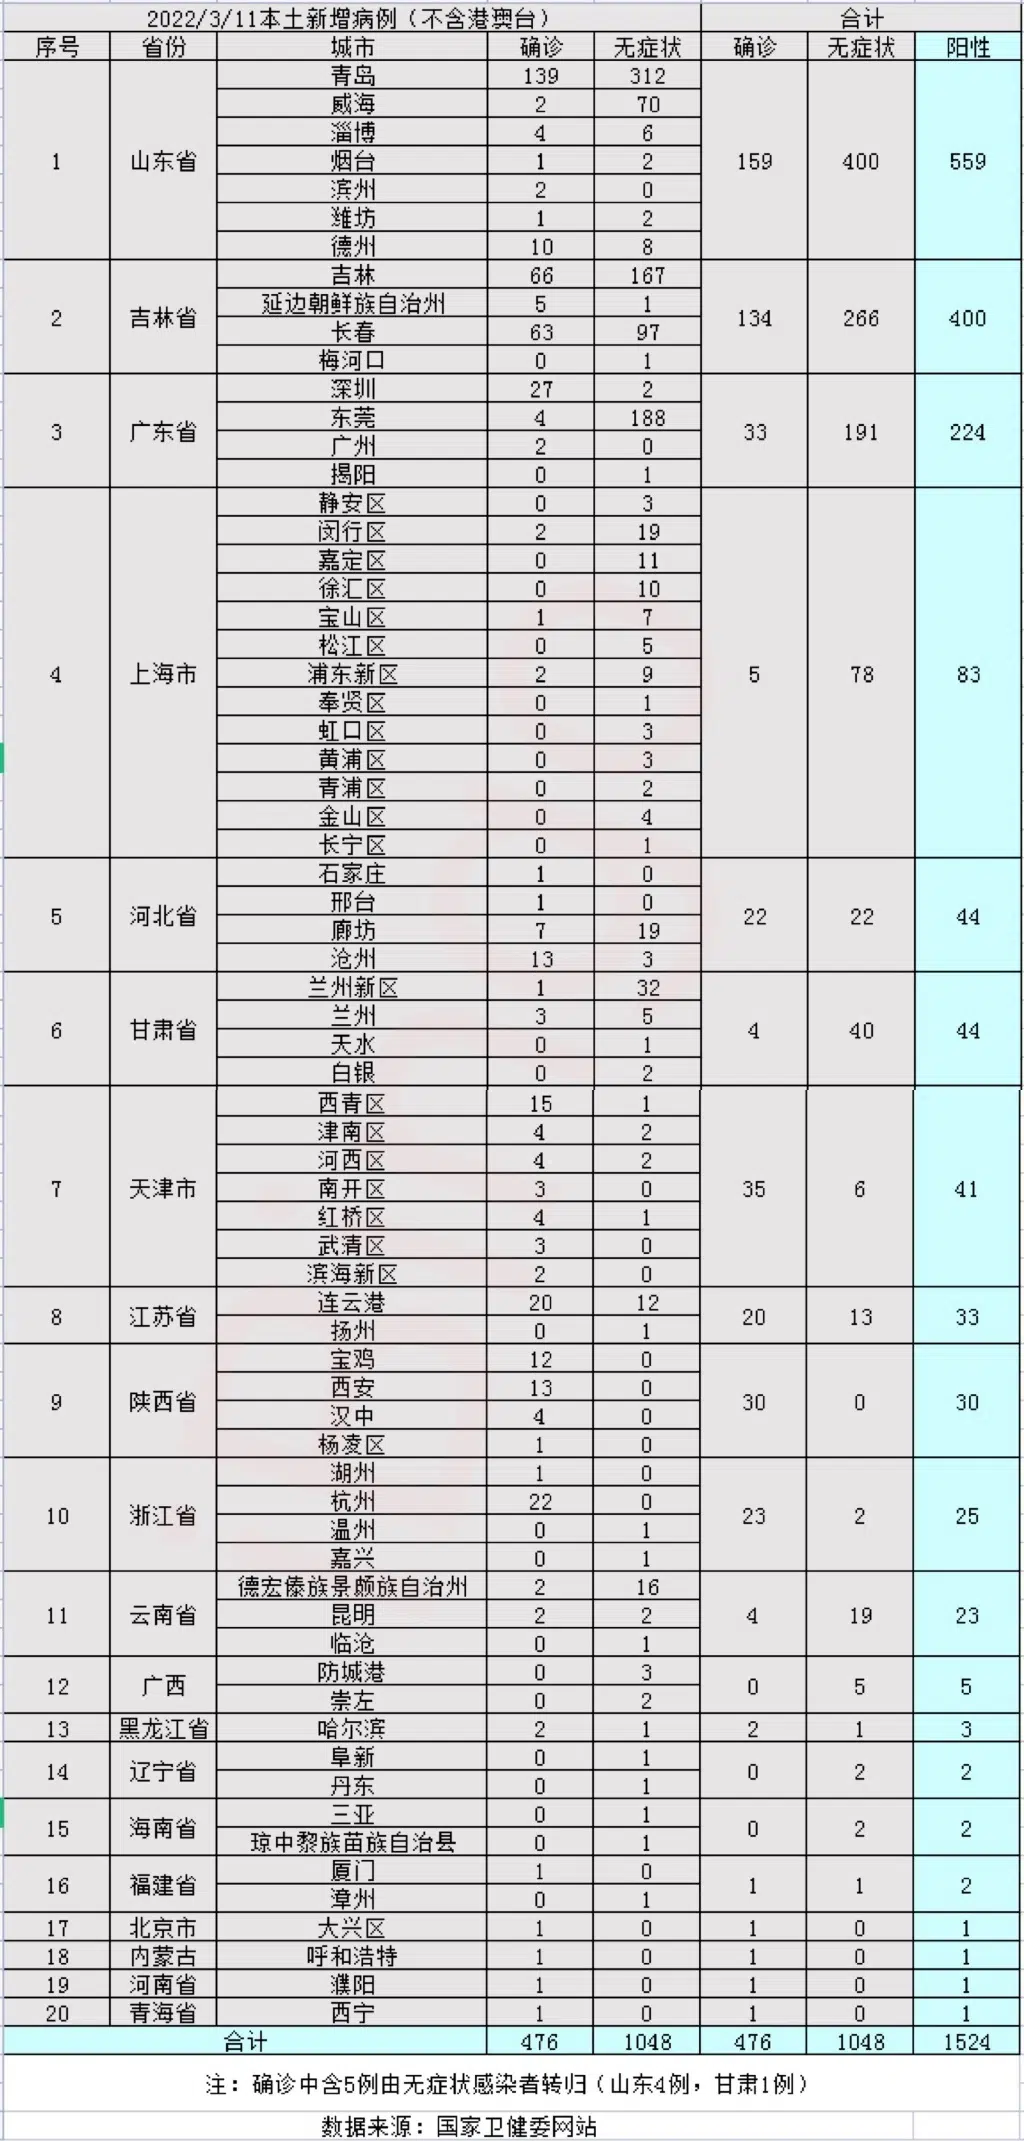 2022/3/11本土新增病例（不含港澳台） 合计
序号 省份 城市 确诊 无症状 确诊 无症状 阳性
1 山东省 青岛 139 312 159 400 559
威海 2 70
淄博 4 6
烟台 1 2
滨州 2 0
潍坊 1 2
德州 10 8
2 吉林省 吉林 66 167 134 266 400
延边朝鲜族自治州 5 1
长春 63 97
梅河口 0 1
3 广东省 深圳 27 2 33 191 224
东莞 4 188
广州 2 0
揭阳 0 1
4 上海市 静安区 0 3 5 78 83
闵行区 2 19
嘉定区 0 11
徐汇区 0 10
宝山区 1 7
松江区 0 5
浦东新区 2 9
奉贤区 0 1
虹口区 0 3
黄浦区 0 3
青浦区 0 2
金山区 0 4
长宁区 0 1
5 河北省 石家庄 1 0 22 22 44
邢台 1 0
廊坊 7 19
沧州 13 3
6 甘肃省 兰州新区 1 32 4 40 44
兰州 3 5
天水 0 1
白银 0 2
7 天津市 西青区 15 1 35 6 41
津南区 4 2
河西区 4 2
南开区 3 0
红桥区 4 1
武清区 3 0
滨海新区 2 0
8 江苏省 连云港 20 12 20 13 33
扬州 0 1
9 陕西省 宝鸡 12 0 30 0 30
西安 13 0
汉中 4 0
杨凌区 1 0
10 浙江省 湖州 1 0 23 2 25
杭州 22 0
温州 0 1
嘉兴 0 1
11 云南省 德宏傣族景颇族自治州 2 16 4 19 23
昆明 2 2
临沧 0 1
12 广西 防城港 0 3 0 5 5
崇左 0 2
13 黑龙江省 哈尔滨 2 1 2 1 3
14 辽宁省 阜新 0 1 0 2 2
丹东 0 1
15 海南省 三亚 0 1 0 2 2
琼中黎族苗族自治县 0 1
16 福建省 厦门 1 0 1 1 2
漳州 0 1
17 北京市 大兴区 1 0 1 0 1
18 内蒙古 呼和浩特 1 0 1 0 1
19 河南省 濮阳 1 0 1 0 1
20 青海省 西宁 1 0 1 0 1
合计 476 1048 476 1048 1524
注：确诊中含5例由无症状感染者转归（山东4例，甘肃1例）
数据来源：国家卫健委网站